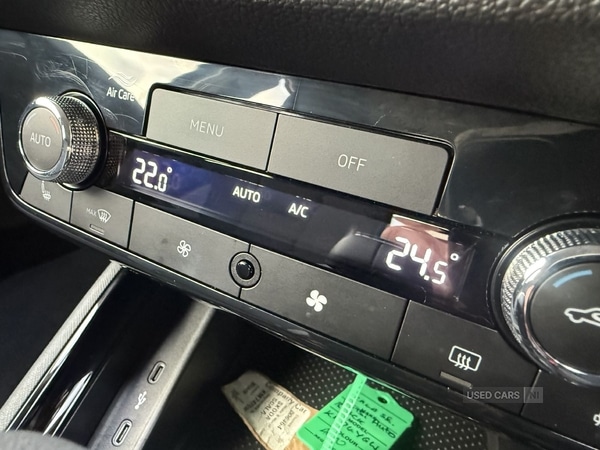 Air Care
MENU
OFF
AUTO
22.0°
AUTO
A/C
24.5°
MAX
USED CARS NI